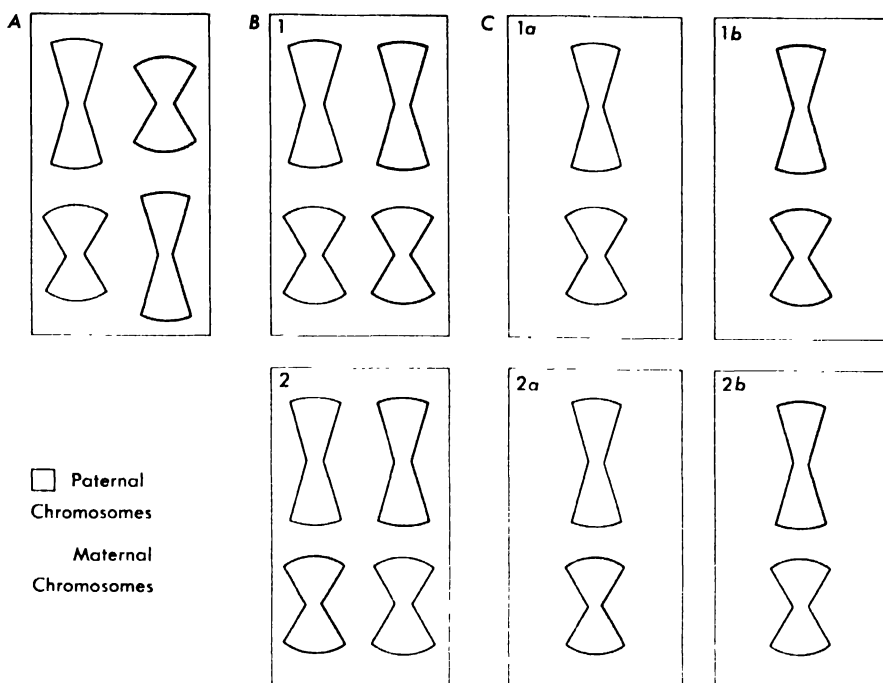 A
B
1
C
1a
1b
2
2a
2b
Paternal
Chromosomes
Maternal
Chromosomes